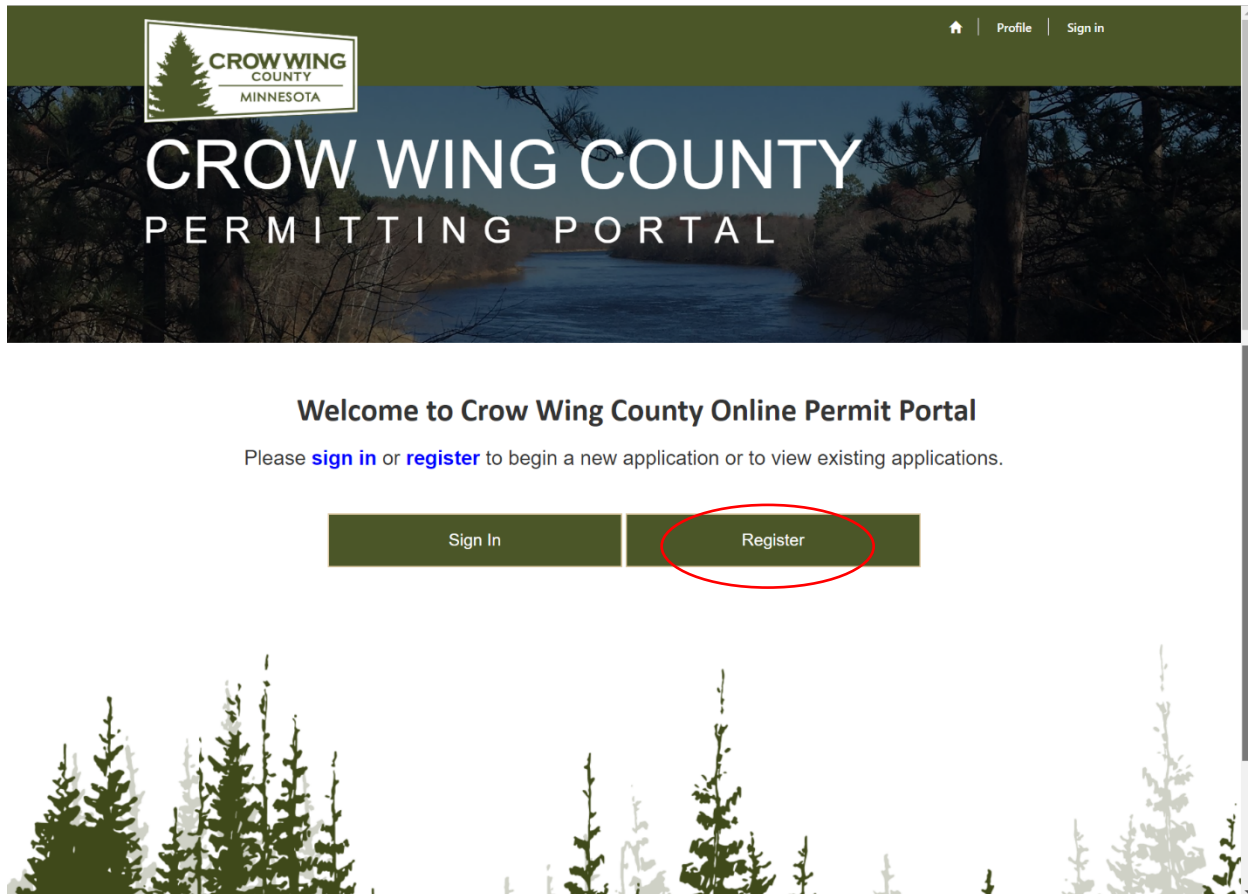 Profile
Sign in
CROW WING
COUNTY
MINNESOTA
CROW WING COUNTY
PERMITTING PORTAL
Welcome to Crow Wing County Online Permit Portal
Please sign in or register to begin a new application or to view existing applications.
Sign In
Register